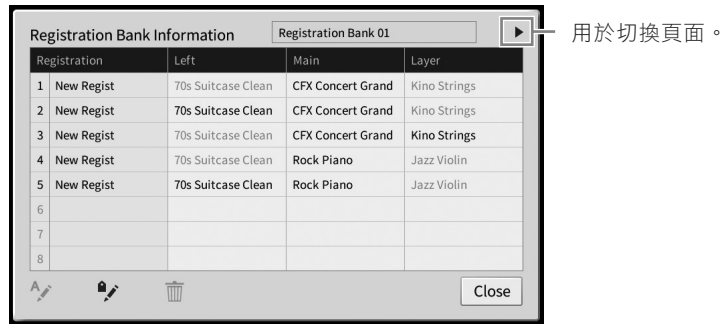 Registration Bank Information Registration Bank 01 ▶ 用於切換頁面。
Registration Left Main Layer
1 New Regist 70s Suitcase Clean CFX Concert Grand Kino Strings
2 New Regist 70s Suitcase Clean CFX Concert Grand Kino Strings
3 New Regist 70s Suitcase Clean CFX Concert Grand Kino Strings
4 New Regist 70s Suitcase Clean Rock Piano Jazz Violin
5 New Regist 70s Suitcase Clean Rock Piano Jazz Violin
6
7
8
A Close